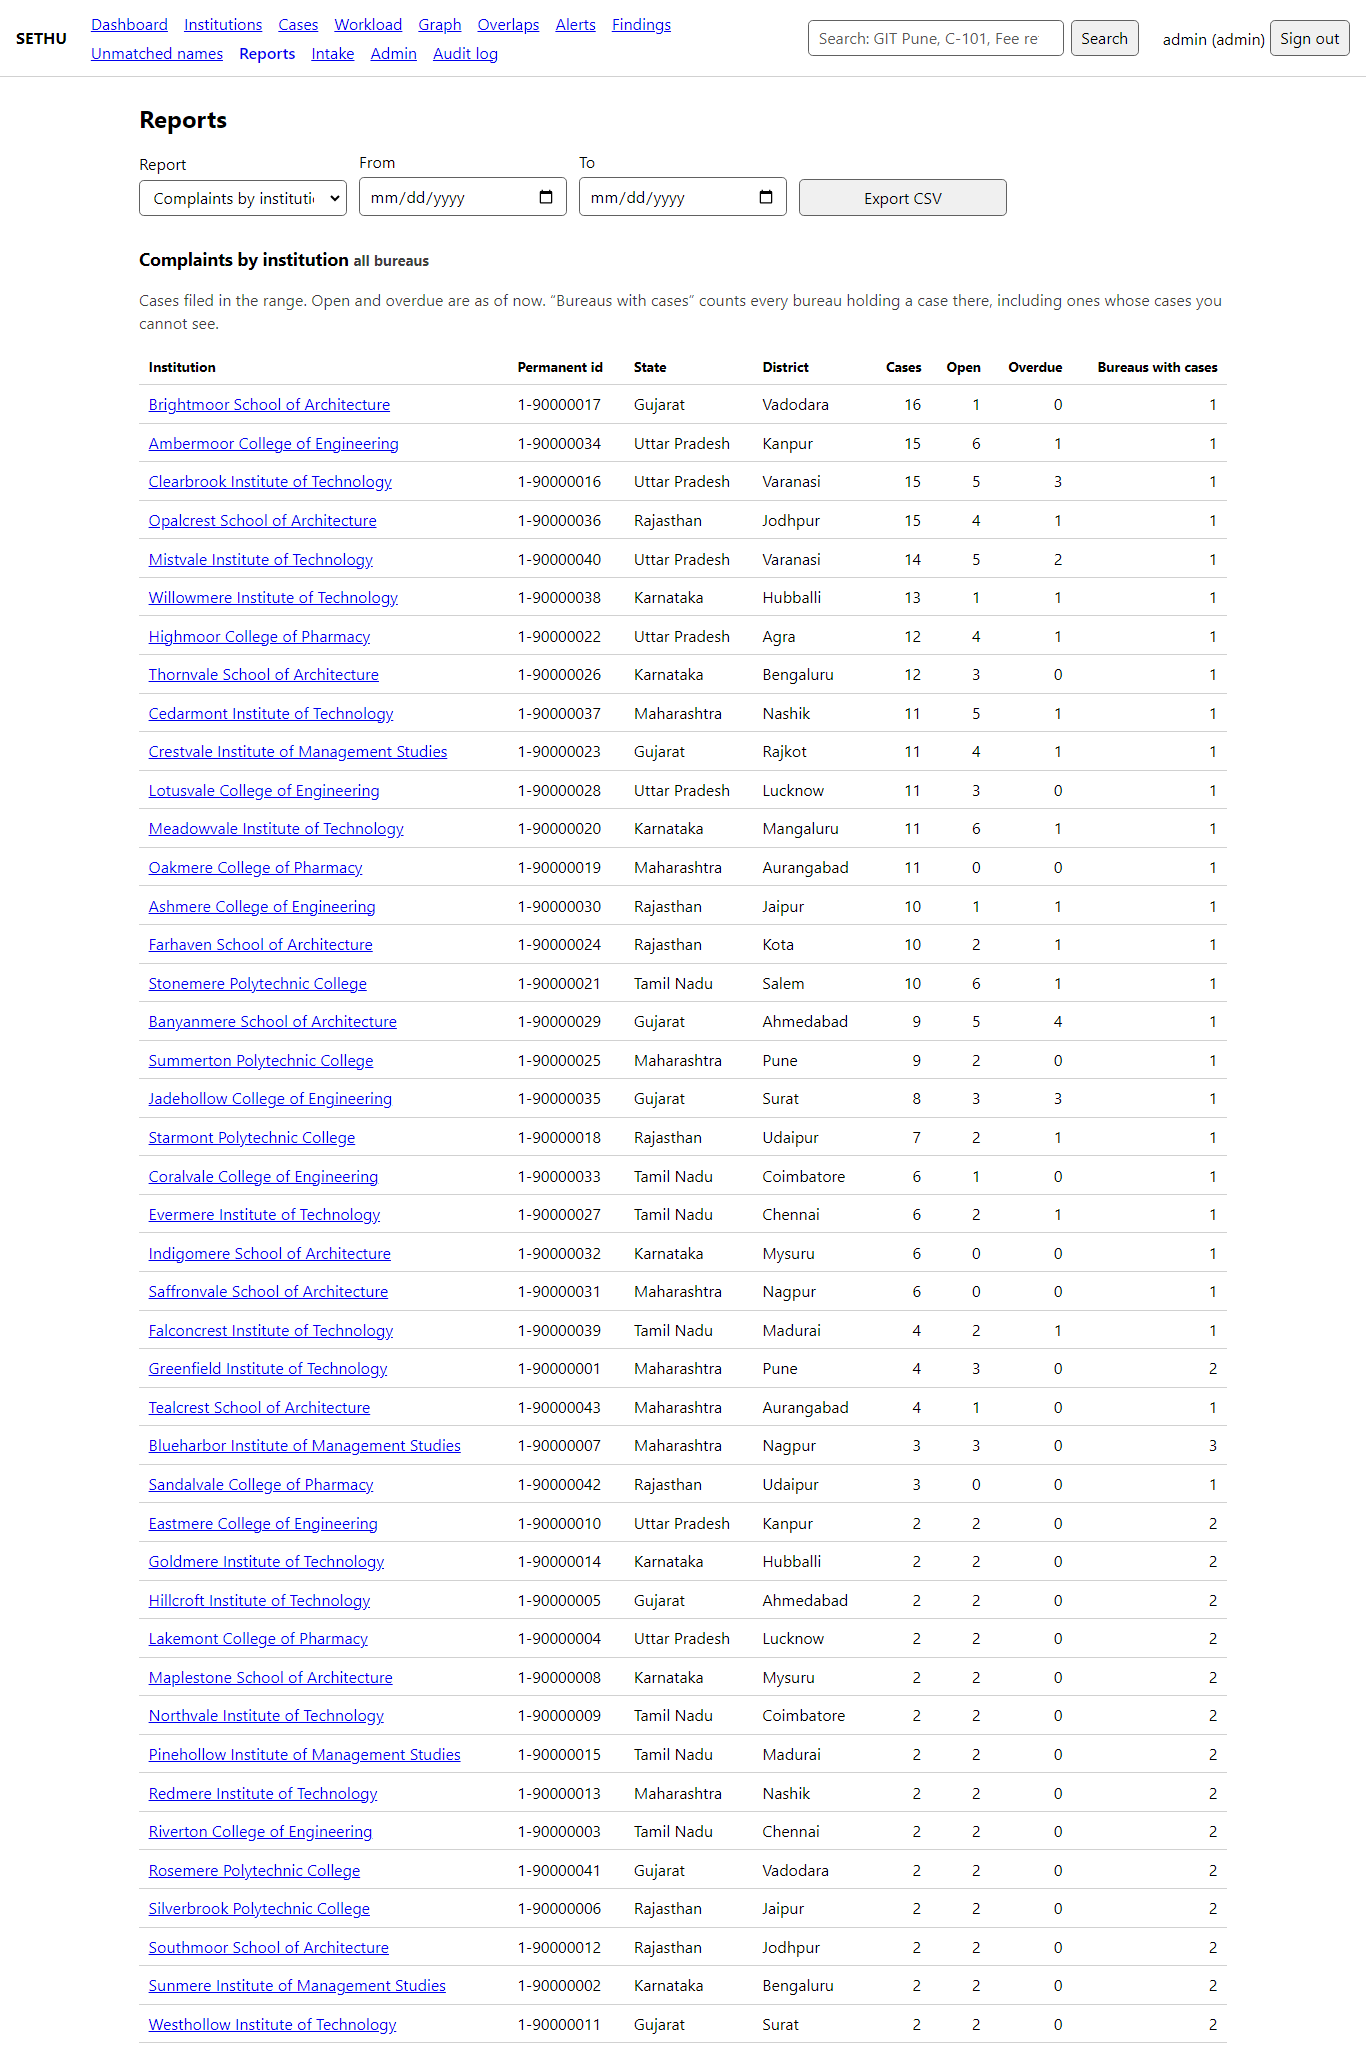 SETHU Dashboard Institutions Cases Workload Graph Overlaps Alerts Findings
Unmatched names Reports Intake Admin Audit log
Search: GIT Pune, C-101, Fee re Search admin (admin) Sign out
Reports
Report From To
Complaints by instituti mm/dd/yyyy mm/dd/yyyy Export CSV
Complaints by institution all bureaus
Cases filed in the range. Open and overdue are as of now. “Bureaus with cases” counts every bureau holding a case there, including ones whose cases you
cannot see.
Institution Permanent id State District Cases Open Overdue Bureaus with cases
Brightmoor School of Architecture 1-90000017 Gujarat Vadodara 16 1 0 1
Ambermoor College of Engineering 1-90000034 Uttar Pradesh Kanpur 15 6 1 1
Clearbrook Institute of Technology 1-90000016 Uttar Pradesh Varanasi 15 5 3 1
Opalcrest School of Architecture 1-90000036 Rajasthan Jodhpur 15 4 1 1
Mistvale Institute of Technology 1-90000040 Uttar Pradesh Varanasi 14 5 2 1
Willowmere Institute of Technology 1-90000038 Karnataka Hubballi 13 1 1 1
Highmoor College of Pharmacy 1-90000022 Uttar Pradesh Agra 12 4 1 1
Thornvale School of Architecture 1-90000026 Karnataka Bengaluru 12 3 0 1
Cedarmont Institute of Technology 1-90000037 Maharashtra Nashik 11 5 1 1
Crestvale Institute of Management Studies 1-90000023 Gujarat Rajkot 11 4 1 1
Lotusvale College of Engineering 1-90000028 Uttar Pradesh Lucknow 11 3 0 1
Meadowvale Institute of Technology 1-90000020 Karnataka Mangaluru 11 6 1 1
Oakmere College of Pharmacy 1-90000019 Maharashtra Aurangabad 11 0 0 1
Ashmere College of Engineering 1-90000030 Rajasthan Jaipur 10 1 1 1
Farhaven School of Architecture 1-90000024 Rajasthan Kota 10 2 1 1
Stonemere Polytechnic College 1-90000021 Tamil Nadu Salem 10 6 1 1
Banyanmere School of Architecture 1-90000029 Gujarat Ahmedabad 9 5 4 1
Summerton Polytechnic College 1-90000025 Maharashtra Pune 9 2 0 1
Jadehollow College of Engineering 1-90000035 Gujarat Surat 8 3 3 1
Starmont Polytechnic College 1-90000018 Rajasthan Udaipur 7 2 1 1
Coralvale College of Engineering 1-90000033 Tamil Nadu Coimbatore 6 1 0 1
Evermere Institute of Technology 1-90000027 Tamil Nadu Chennai 6 2 1 1
Indigomere School of Architecture 1-90000032 Karnataka Mysuru 6 0 0 1
Saffronvale School of Architecture 1-90000031 Maharashtra Nagpur 6 0 0 1
Falconcrest Institute of Technology 1-90000039 Tamil Nadu Madurai 4 2 1 1
Greenfield Institute of Technology 1-90000001 Maharashtra Pune 4 3 0 2
Tealcrest School of Architecture 1-90000043 Maharashtra Aurangabad 4 1 0 1
Blueharbor Institute of Management Studies 1-90000007 Maharashtra Nagpur 3 3 0 3
Sandalvale College of Pharmacy 1-90000042 Rajasthan Udaipur 3 0 0 1
Eastmere College of Engineering 1-90000010 Uttar Pradesh Kanpur 2 2 0 2
Goldmere Institute of Technology 1-90000014 Karnataka Hubballi 2 2 0 2
Hillcroft Institute of Technology 1-90000005 Gujarat Ahmedabad 2 2 0 2
Lakemont College of Pharmacy 1-90000004 Uttar Pradesh Lucknow 2 2 0 2
Maplestone School of Architecture 1-90000008 Karnataka Mysuru 2 2 0 2
Northvale Institute of Technology 1-90000009 Tamil Nadu Coimbatore 2 2 0 2
Pinehollow Institute of Management Studies 1-90000015 Tamil Nadu Madurai 2 2 0 2
Redmere Institute of Technology 1-90000013 Maharashtra Nashik 2 2 0 2
Riverton College of Engineering 1-90000003 Tamil Nadu Chennai 2 2 0 2
Rosemere Polytechnic College 1-90000041 Gujarat Vadodara 2 2 0 2
Silverbrook Polytechnic College 1-90000006 Rajasthan Jaipur 2 2 0 2
Southmoor School of Architecture 1-90000012 Rajasthan Jodhpur 2 2 0 2
Sunmere Institute of Management Studies 1-90000002 Karnataka Bengaluru 2 2 0 2
Westhollow Institute of Technology 1-90000011 Gujarat Surat 2 2 0 2